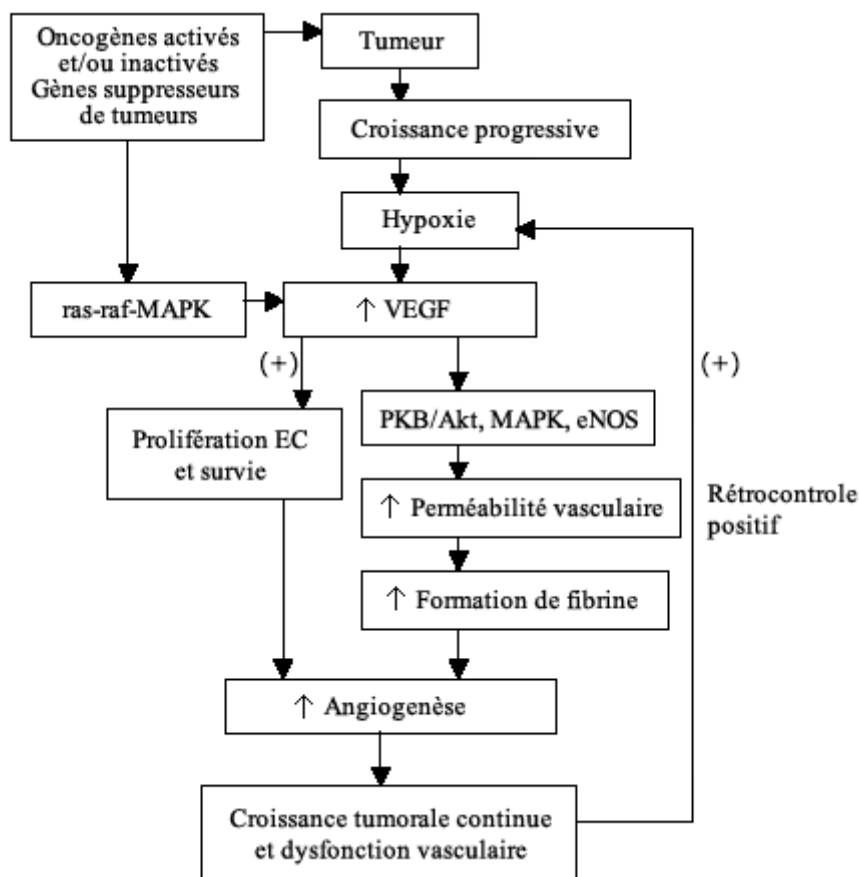 Oncogènes activés
et/ou inactivés
Gènes suppresseurs
de tumeurs
Tumeur
Croissance progressive
Hypoxie
ras-raf-MAPK
↑ VEGF
(+)
(+)
Prolifération EC
et survie
PKB/Akt, MAPK, eNOS
↑ Perméabilité vasculaire
Rétrocontrole
positif
↑ Formation de fibrine
↑ Angiogenèse
Croissance tumorale continue
et dysfonction vasculaire